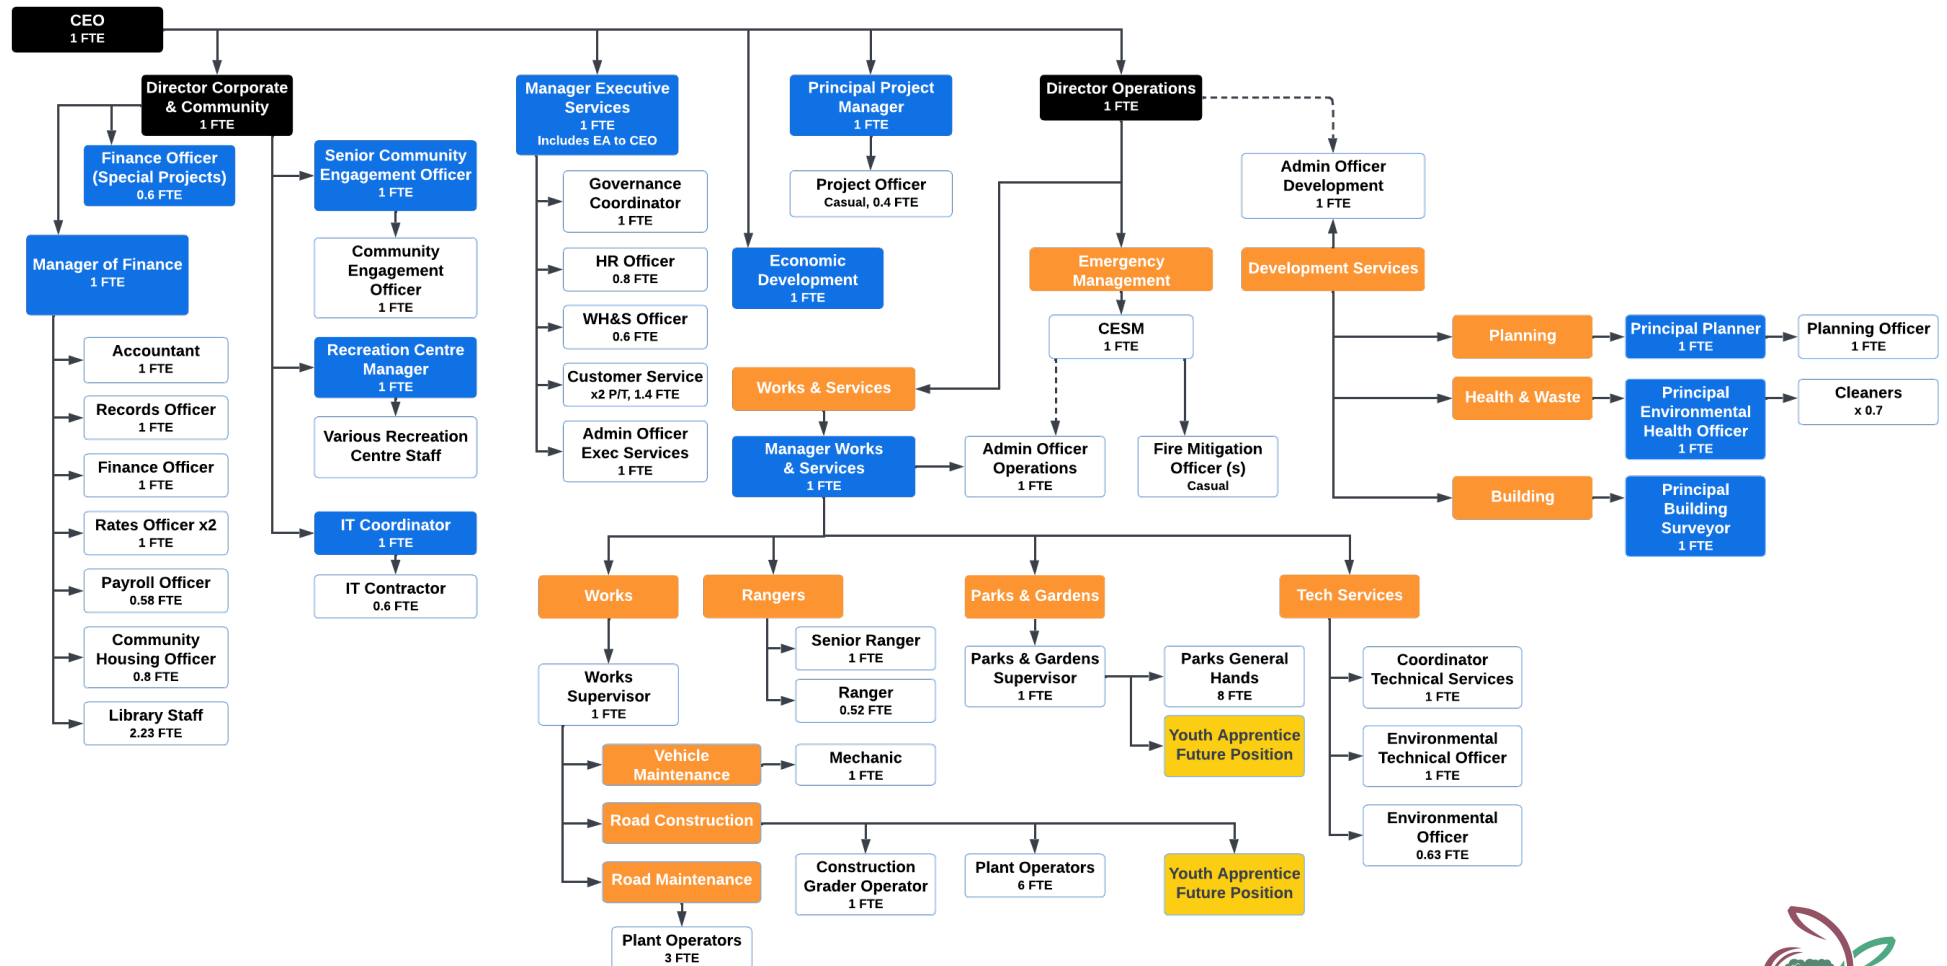 CEO
1 FTE
Director Corporate
& Community
1 FTE
Manager Executive
Services
1 FTE
Includes EA to CEO
Principal Project
Manager
1 FTE
Director Operations
1 FTE
Finance Officer
(Special Projects)
0.6 FTE
Senior Community
Engagement Officer
1 FTE
Governance
Coordinator
1 FTE
Project Officer
Casual, 0.4 FTE
Admin Officer
Development
1 FTE
Manager of Finance
1 FTE
Community
Engagement
Officer
1 FTE
HR Officer
0.8 FTE
Economic
Development
1 FTE
Emergency
Management
Development Services
WH&S Officer
0.6 FTE
CESM
1 FTE
Planning
Principal Planner
1 FTE
Planning Officer
1 FTE
Accountant
1 FTE
Recreation Centre
Manager
1 FTE
Customer Service
x2 P/T, 1.4 FTE
Works & Services
Health & Waste
Principal
Environmental
Health Officer
1 FTE
Cleaners
x 0.7
Records Officer
1 FTE
Various Recreation
Centre Staff
Admin Officer
Exec Services
1 FTE
Manager Works
& Services
1 FTE
Admin Officer
Operations
1 FTE
Fire Mitigation
Officer (s)
Casual
Finance Officer
1 FTE
Building
Principal
Building
Surveyor
1 FTE
Rates Officer x2
1 FTE
IT Coordinator
1 FTE
Payroll Officer
0.58 FTE
IT Contractor
0.6 FTE
Works
Rangers
Parks & Gardens
Tech Services
Community
Housing Officer
0.8 FTE
Works
Supervisor
1 FTE
Senior Ranger
1 FTE
Ranger
0.52 FTE
Parks & Gardens
Supervisor
1 FTE
Parks General
Hands
8 FTE
Coordinator
Technical Services
1 FTE
Library Staff
2.23 FTE
Youth Apprentice
Future Position
Vehicle
Maintenance
Mechanic
1 FTE
Environmental
Technical Officer
1 FTE
Road Construction
Environmental
Officer
0.63 FTE
Road Maintenance
Construction
Grader Operator
1 FTE
Plant Operators
6 FTE
Youth Apprentice
Future Position
Plant Operators
3 FTE